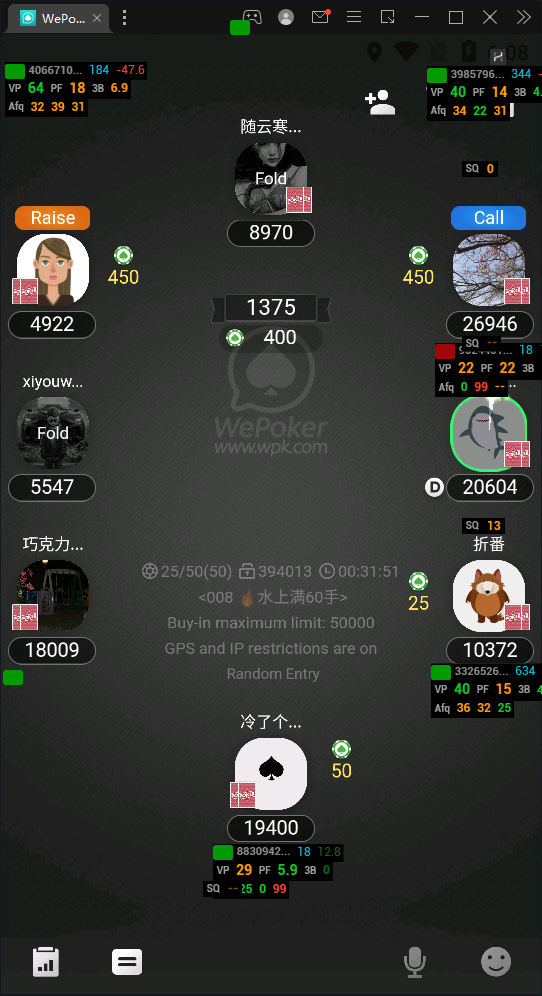 WePo...
08
4066710... 184 -47.6
VP 64 PF 18 3B 6.9
Afq 32 39 31
3985796... 344 -
VP 40 PF 14 3B 4.
Afq 34 22 31
随云寒...
Fold
8970
SQ 0
Raise
450
4922
Call
450
26946
1375
400
WePoker
www.wpk.com
SQ --
18
VP 22 PF 22 3B
Afq 0 99 --
xiyouw...
Fold
5547
D
20604
SQ 13
巧克力...
18009
折番
25
10372
25/50(50) 394013 00:31:51
<008 🔥水上满60手>
Buy-in maximum limit: 50000
GPS and IP restrictions are on
Random Entry
3326526... 634
VP 40 PF 15 3B 4
Afq 36 32 25
冷了个...
50
19400
8830942... 18 12.8
VP 29 PF 5.9 3B 0
SQ -- 25 0 99